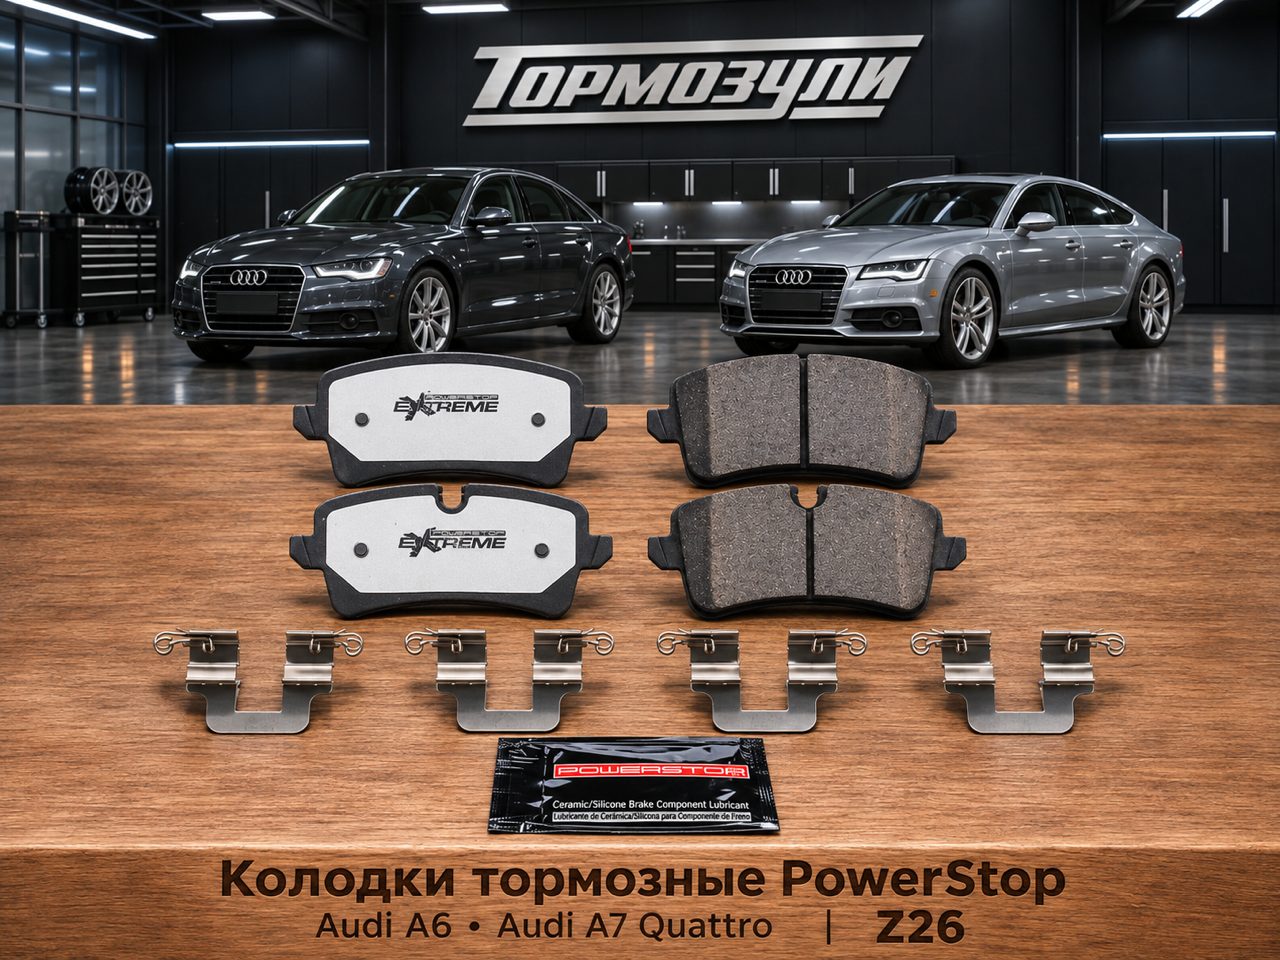 ТОРМОЗУЛИ
POWERSTOP
EXTREME
POWERSTOP
EXTREME
POWERSTOP
Ceramic/Silicone Brake Component Lubricant
Lubricante de Cerámica/Silicona para Componente de Freno
Колодки тормозные PowerStop
Audi A6 • Audi A7 Quattro | Z26